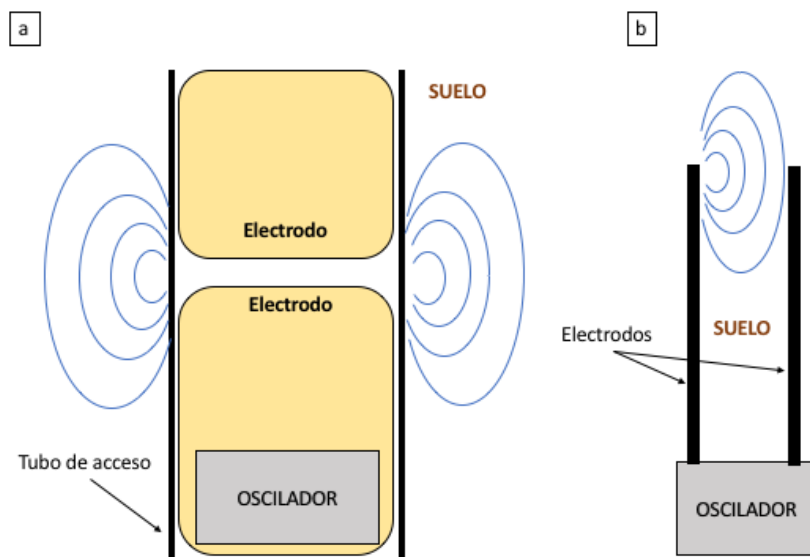 a
SUELO
Electrodo
Electrodo
Tubo de acceso
OSCILADOR
b
SUELO
Electrodos
OSCILADOR